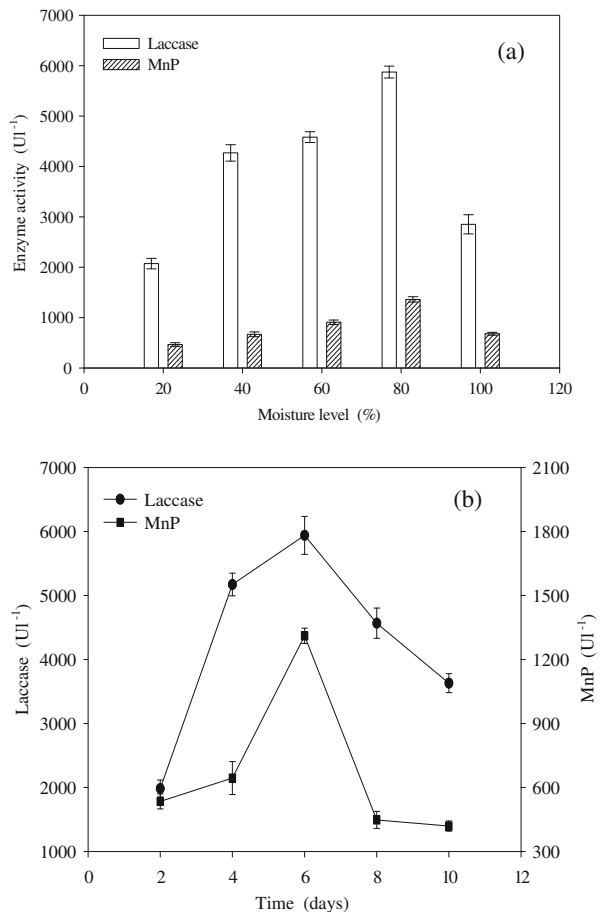 7000
6000
5000
4000
3000
2000
1000
0
Enzyme activity (Ul⁻¹)
Laccase
MnP
(a)
0 20 40 60 80 100 120
Moisture level (%)
7000
6000
5000
4000
3000
2000
1000
Laccase (Ul⁻¹)
Laccase
MnP
(b)
2100
1800
1500
1200
900
600
300
MnP (Ul⁻¹)
0 2 4 6 8 10 12
Time (days)